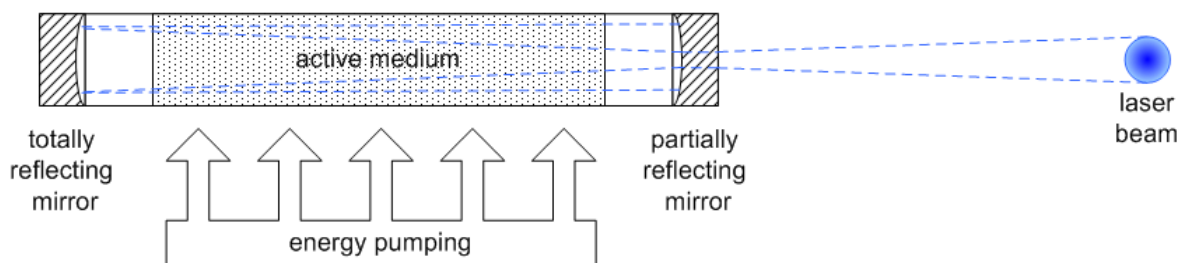 active medium
totally
reflecting
mirror
partially
reflecting
mirror
laser
beam
energy pumping